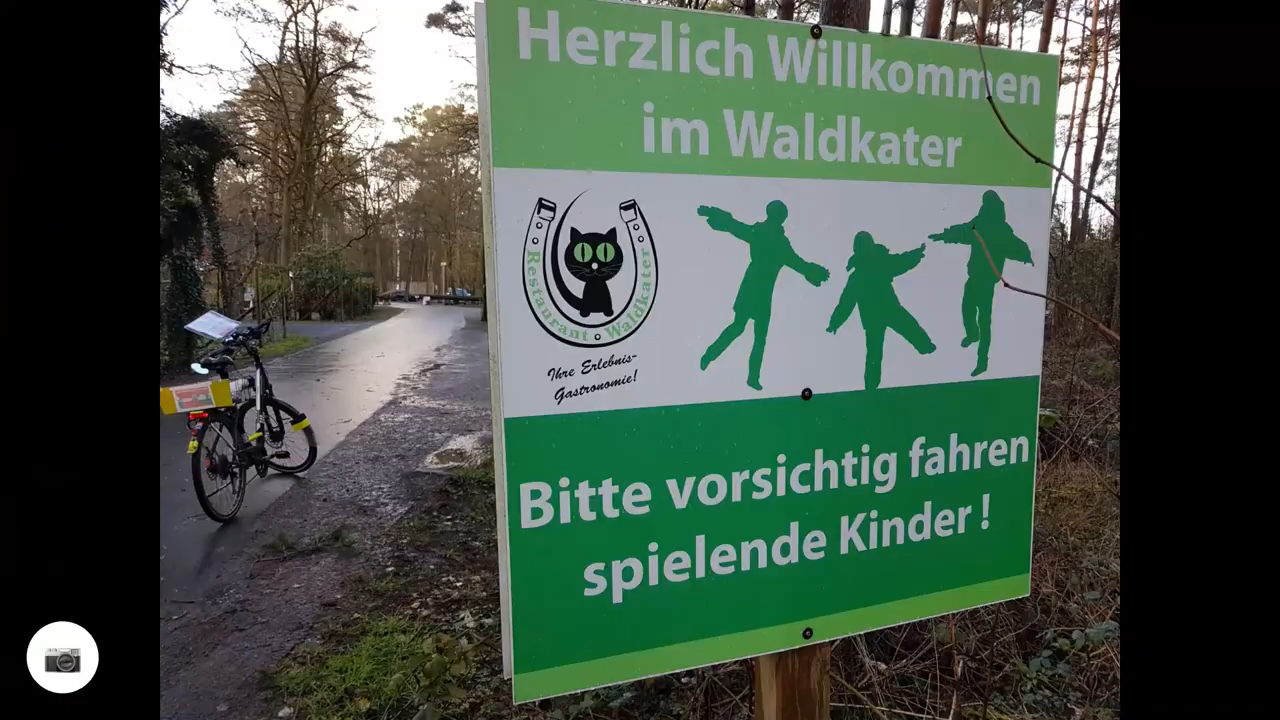 Herzlich Willkommen
im Waldkater
Restaurant Waldkater
Ihre Erlebnis-
Gastronomie!
Bitte vorsichtig fahren
spielende Kinder !